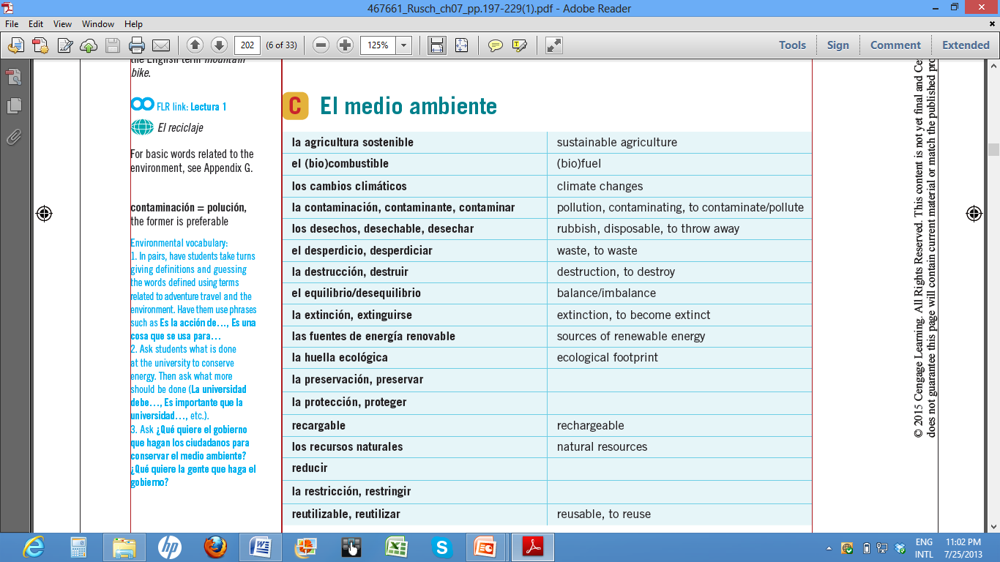 467661_Rusch_ch07_pp.197-229(1).pdf - Adobe Reader
File Edit View Window Help
202 (6 of 33) 125% Tools Sign Comment Extended
the English term mountain
bike.
FLR link: Lectura 1
El reciclaje
For basic words related to the
environment, see Appendix G.
contaminación = polución,
the former is preferable
Environmental vocabulary:
1. In pairs, have students take turns
giving definitions and guessing
the words defined using terms
related to adventure travel and the
environment. Have them use phrases
such as Es la acción de…, Es una
cosa que se usa para…
2. Ask students what is done
at the university to conserve
energy. Then ask what more
should be done (La universidad
debe…, Es importante que la
universidad…, etc.).
3. Ask ¿Qué quiere el gobierno
que hagan los ciudadanos para
conservar el medio ambiente?
¿Qué quiere la gente que haga el
gobierno?
C El medio ambiente
la agricultura sostenible sustainable agriculture
el (bio)combustible (bio)fuel
los cambios climáticos climate changes
la contaminación, contaminante, contaminar pollution, contaminating, to contaminate/pollute
los desechos, desechable, desechar rubbish, disposable, to throw away
el desperdicio, desperdiciar waste, to waste
la destrucción, destruir destruction, to destroy
el equilibrio/desequilibrio balance/imbalance
la extinción, extinguirse extinction, to become extinct
las fuentes de energía renovable sources of renewable energy
la huella ecológica ecological footprint
la preservación, preservar
la protección, proteger
recargable rechargeable
los recursos naturales natural resources
reducir
la restricción, restringir
reutilizable, reutilizar reusable, to reuse
© 2015 Cengage Learning. All Rights Reserved. This content is not yet final and
does not guarantee this page will contain current material or match the published
hp
ENG 11:02 PM
INTL 7/25/2013